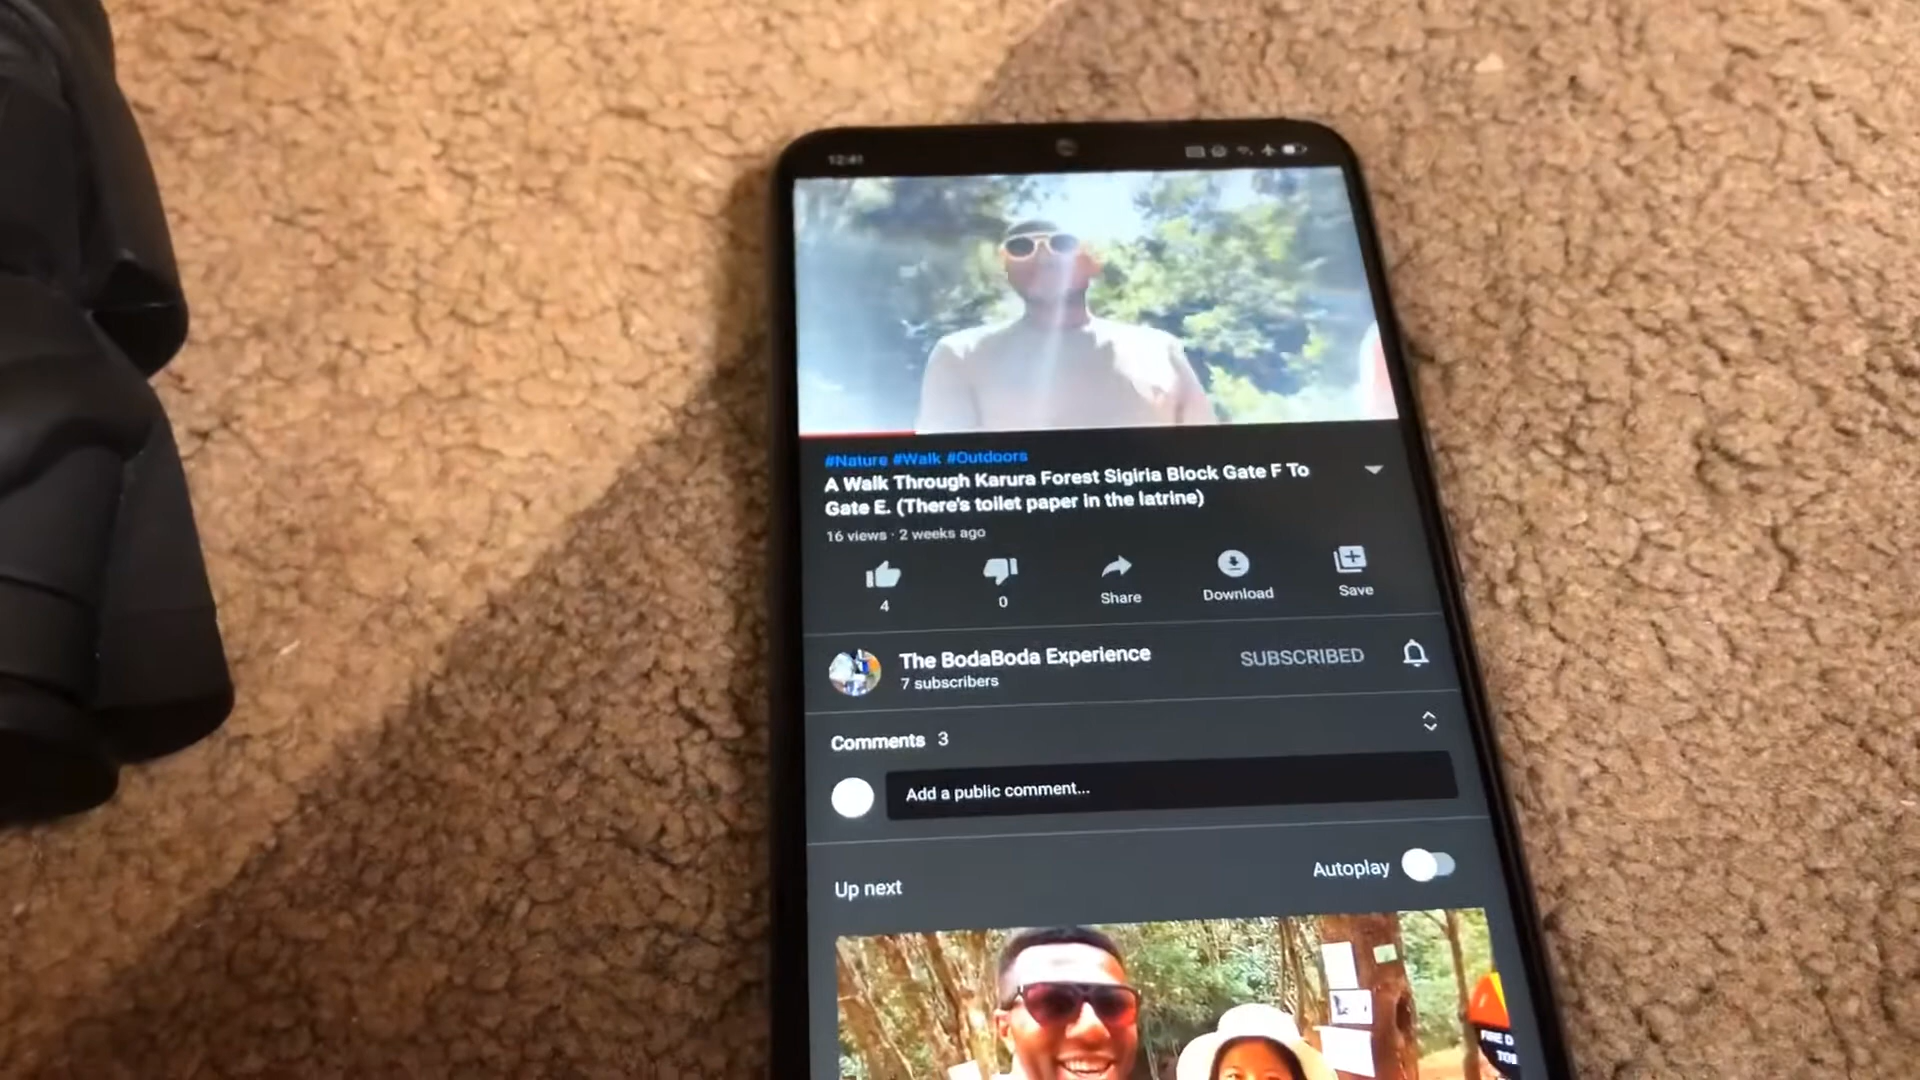 12:41
#Nature #Walk #Outdoors
A Walk Through Karura Forest Sigiria Block Gate F To
Gate E. (There's toilet paper in the latrine)
16 views · 2 weeks ago
4
0
Share
Download
Save
The BodaBoda Experience
7 subscribers
SUBSCRIBED
Comments 3
Add a public comment...
Up next
Autoplay
FIRE D